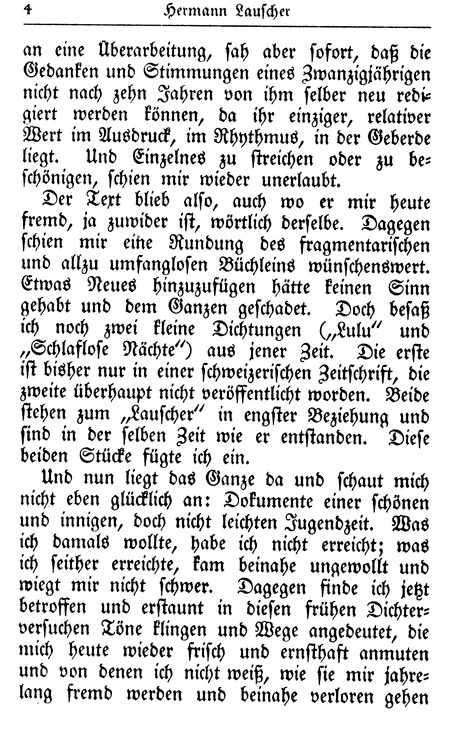 4 Hermann Lauscher
an eine Überarbeitung, sah aber sofort, daß die
Gedanken und Stimmungen eines Zwanzigjährigen
nicht nach zehn Jahren von ihm selber neu redi-
giert werden können, da ihr einziger, relativer
Wert im Ausdruck, im Rhythmus, in der Geberde
liegt. Und Einzelnes zu streichen oder zu be-
schönigen, schien mir wieder unerlaubt.
Der Text blieb also, auch wo er mir heute
fremd, ja zuwider ist, wörtlich derselbe. Dagegen
schien mir eine Rundung des fragmentarischen
und allzu umfanglosen Büchleins wünschenswert.
Etwas Neues hinzuzufügen hätte keinen Sinn
gehabt und dem Ganzen geschadet. Doch besaß
ich noch zwei kleine Dichtungen („Lulu“ und
„Schlaflose Nächte“) aus jener Zeit. Die erste
ist bisher nur in einer schweizerischen Zeitschrift, die
zweite überhaupt nicht veröffentlicht worden. Beide
stehen zum „Lauscher“ in engster Beziehung und
sind in der selben Zeit wie er entstanden. Diese
beiden Stücke fügte ich ein.
Und nun liegt das Ganze da und schaut mich
nicht eben glücklich an: Dokumente einer schönen
und innigen, doch nicht leichten Jugendzeit. Was
ich damals wollte, habe ich nicht erreicht; was
ich seither erreichte, kam beinahe ungewollt und
wiegt mir nicht schwer. Dagegen finde ich jetzt
betroffen und erstaunt in diesen frühen Dichter-
versuchen Töne klingen und Wege angedeutet, die
mich heute wieder frisch und ernsthaft anmuten
und von denen ich nicht weiß, wie sie mir jahre-
lang fremd werden und beinahe verloren gehen